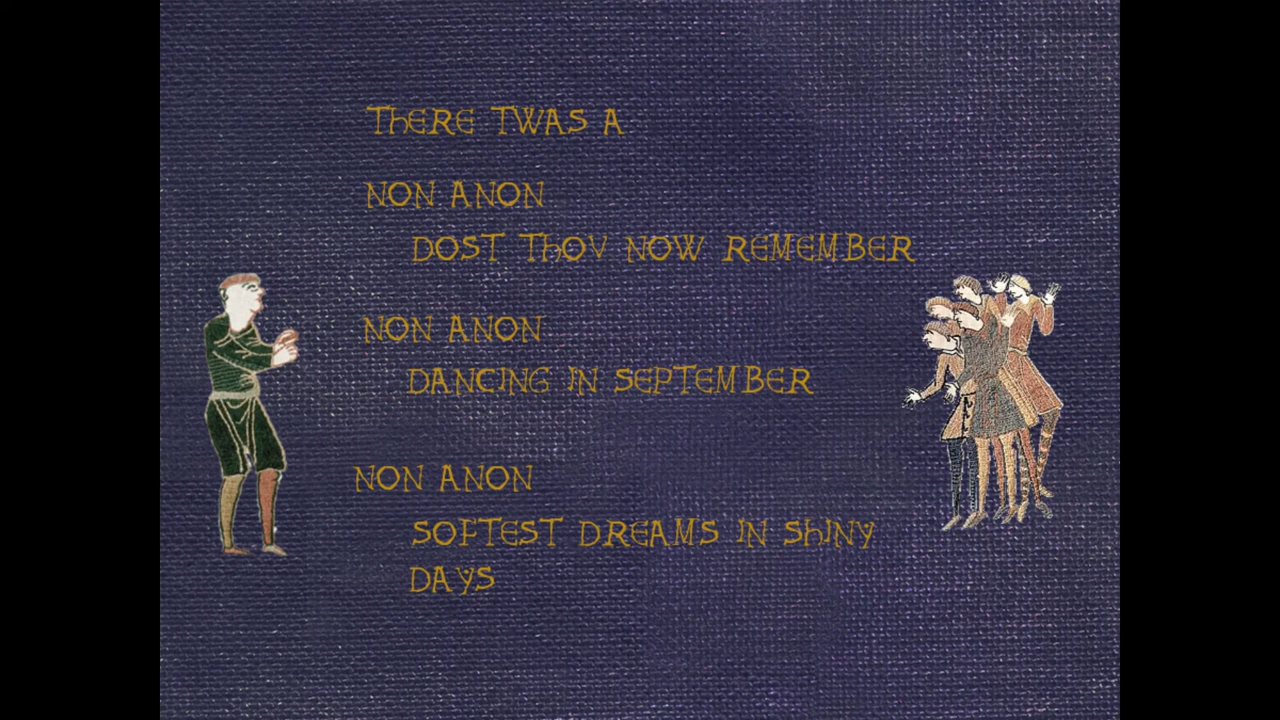 THERE TWAS A
NON ANON
DOST THOV NOW REMEMBER
NON ANON
DANCING IN SEPTEMBER
NON ANON
SOFTEST DREAMS IN SHINY
DAYS